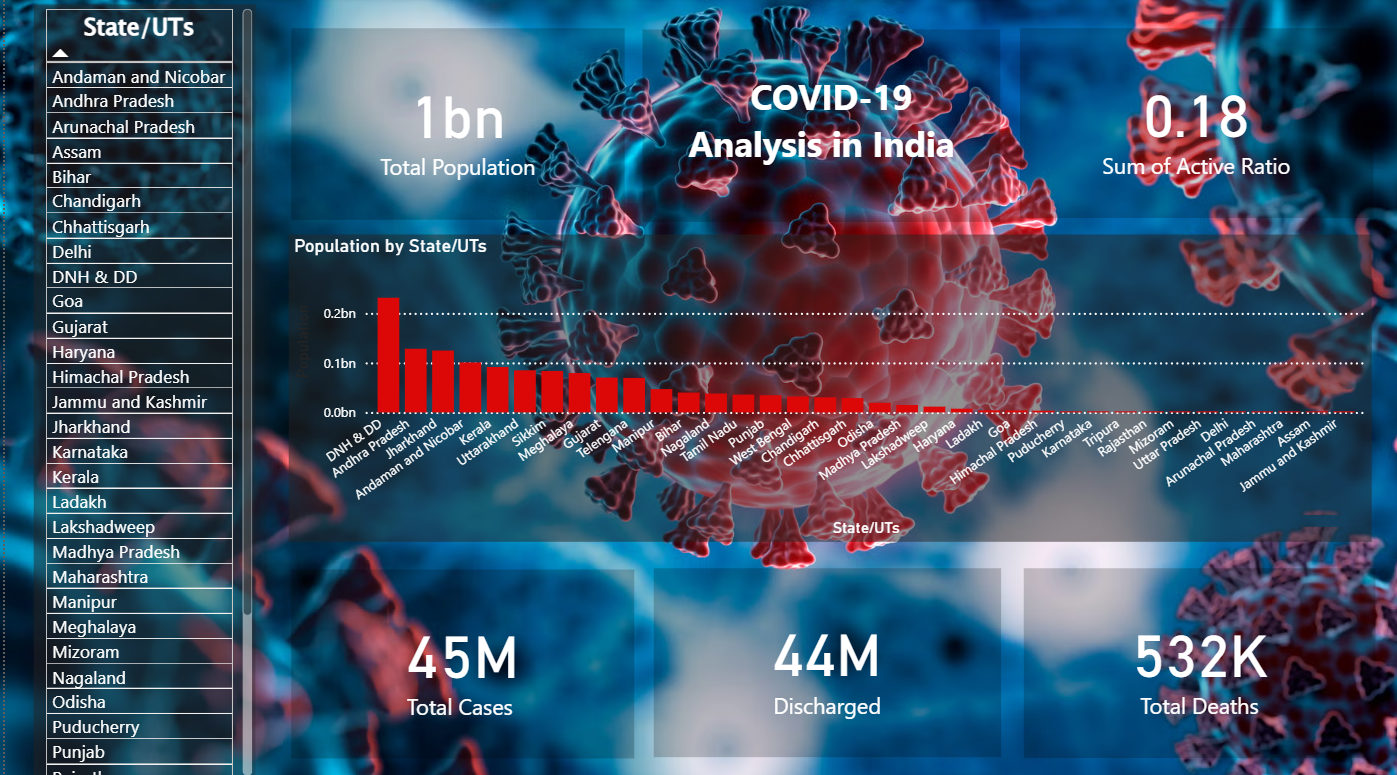 State/UTs
Andaman and Nicobar
Andhra Pradesh
Arunachal Pradesh
Assam
Bihar
Chandigarh
Chhattisgarh
Delhi
DNH & DD
Goa
Gujarat
Haryana
Himachal Pradesh
Jammu and Kashmir
Jharkhand
Karnataka
Kerala
Ladakh
Lakshadweep
Madhya Pradesh
Maharashtra
Manipur
Meghalaya
Mizoram
Nagaland
Odisha
Puducherry
Punjab
1bn
Total Population
COVID-19
Analysis in India
0.18
Sum of Active Ratio
Population by State/UTs
0.2bn
0.1bn
0.0bn
DNH & DD
Andhra Pradesh
Jharkhand
Andaman and Nicobar
Kerala
Uttarakhand
Sikkim
Meghalaya
Gujarat
Telengana
Manipur
Bihar
Nagaland
Tamil Nadu
Punjab
West Bengal
Chandigarh
Chhattisgarh
Odisha
Madhya Pradesh
Lakshadweep
Haryana
Ladakh
Goa
Himachal Pradesh
Puducherry
Karnataka
Tripura
Rajasthan
Mizoram
Uttar Pradesh
Delhi
Arunachal Pradesh
Maharashtra
Assam
Jammu and Kashmir
State/UTs
45M
Total Cases
44M
Discharged
532K
Total Deaths